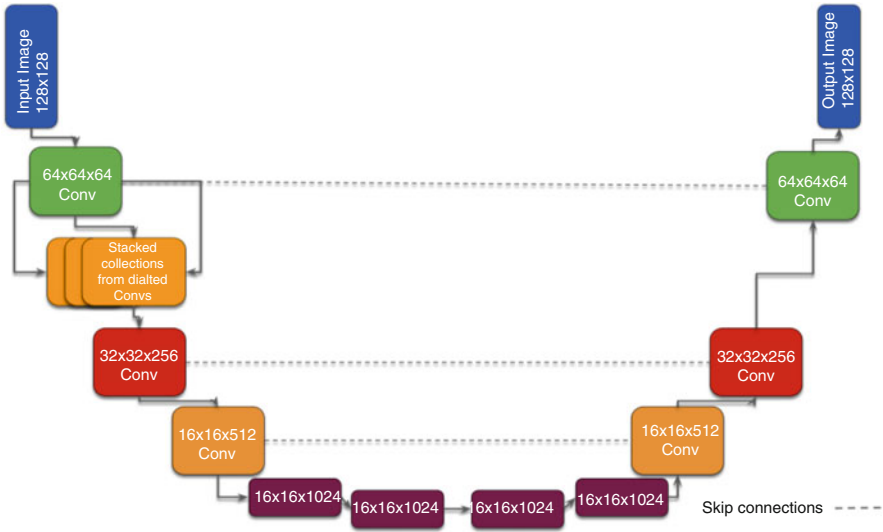 Input Image
128x128
Output Image
128x128
64x64x64
Conv
64x64x64
Conv
Stacked
collections
from dialted
Convs
32x32x256
Conv
32x32x256
Conv
16x16x512
Conv
16x16x512
Conv
16x16x1024
16x16x1024
16x16x1024
16x16x1024
Skip connections